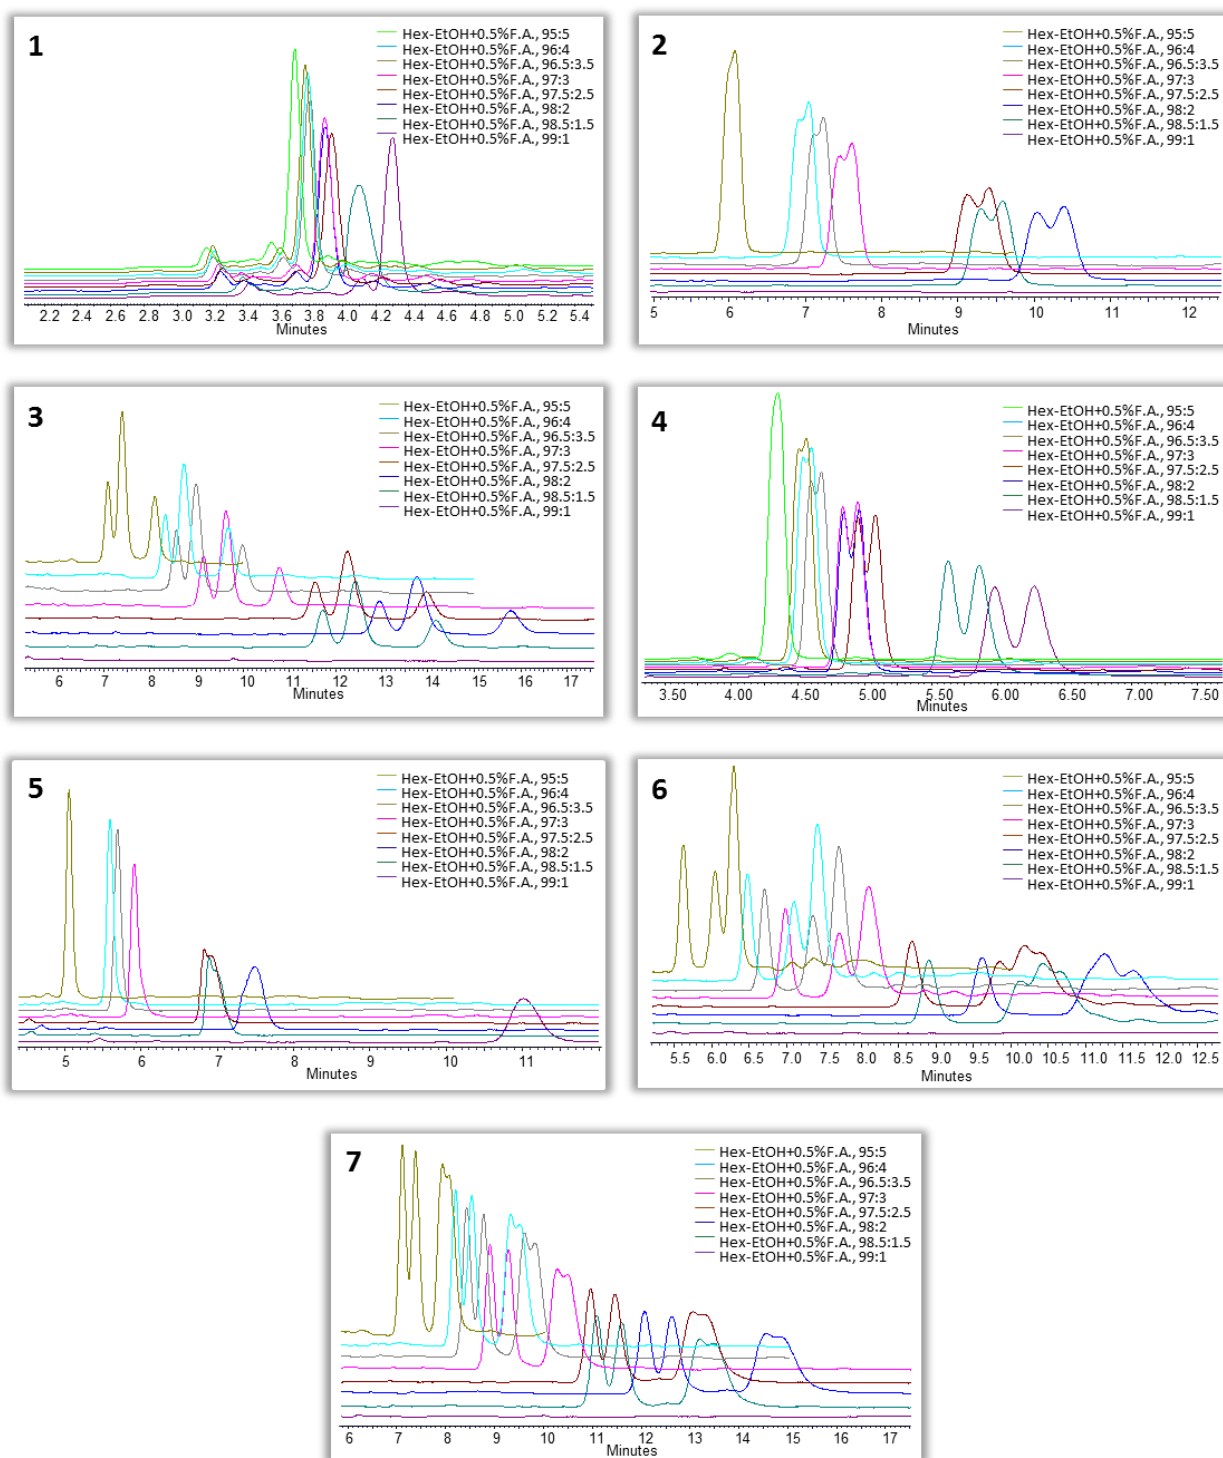 1
Hex-EtOH+0.5%F.A., 95:5
Hex-EtOH+0.5%F.A., 96:4
Hex-EtOH+0.5%F.A., 96.5:3.5
Hex-EtOH+0.5%F.A., 97:3
Hex-EtOH+0.5%F.A., 97.5:2.5
Hex-EtOH+0.5%F.A., 98:2
Hex-EtOH+0.5%F.A., 98.5:1.5
Hex-EtOH+0.5%F.A., 99:1
2.2 2.4 2.6 2.8 3.0 3.2 3.4 3.6 3.8 4.0 4.2 4.4 4.6 4.8 5.0 5.2 5.4
Minutes
2
Hex-EtOH+0.5%F.A., 95:5
Hex-EtOH+0.5%F.A., 96:4
Hex-EtOH+0.5%F.A., 96.5:3.5
Hex-EtOH+0.5%F.A., 97:3
Hex-EtOH+0.5%F.A., 97.5:2.5
Hex-EtOH+0.5%F.A., 98:2
Hex-EtOH+0.5%F.A., 98.5:1.5
Hex-EtOH+0.5%F.A., 99:1
5 6 7 8 9 10 11 12
Minutes
3
Hex-EtOH+0.5%F.A., 95:5
Hex-EtOH+0.5%F.A., 96:4
Hex-EtOH+0.5%F.A., 96.5:3.5
Hex-EtOH+0.5%F.A., 97:3
Hex-EtOH+0.5%F.A., 97.5:2.5
Hex-EtOH+0.5%F.A., 98:2
Hex-EtOH+0.5%F.A., 98.5:1.5
Hex-EtOH+0.5%F.A., 99:1
6 7 8 9 10 11 12 13 14 15 16 17
Minutes
4
Hex-EtOH+0.5%F.A., 95:5
Hex-EtOH+0.5%F.A., 96:4
Hex-EtOH+0.5%F.A., 96.5:3.5
Hex-EtOH+0.5%F.A., 97:3
Hex-EtOH+0.5%F.A., 97.5:2.5
Hex-EtOH+0.5%F.A., 98:2
Hex-EtOH+0.5%F.A., 98.5:1.5
Hex-EtOH+0.5%F.A., 99:1
3.50 4.00 4.50 5.00 5.50 6.00 6.50 7.00 7.50
Minutes
5
Hex-EtOH+0.5%F.A., 95:5
Hex-EtOH+0.5%F.A., 96:4
Hex-EtOH+0.5%F.A., 96.5:3.5
Hex-EtOH+0.5%F.A., 97:3
Hex-EtOH+0.5%F.A., 97.5:2.5
Hex-EtOH+0.5%F.A., 98:2
Hex-EtOH+0.5%F.A., 98.5:1.5
Hex-EtOH+0.5%F.A., 99:1
5 6 7 8 9 10 11
Minutes
6
Hex-EtOH+0.5%F.A., 95:5
Hex-EtOH+0.5%F.A., 96:4
Hex-EtOH+0.5%F.A., 96.5:3.5
Hex-EtOH+0.5%F.A., 97:3
Hex-EtOH+0.5%F.A., 97.5:2.5
Hex-EtOH+0.5%F.A., 98:2
Hex-EtOH+0.5%F.A., 98.5:1.5
Hex-EtOH+0.5%F.A., 99:1
5.5 6.0 6.5 7.0 7.5 8.0 8.5 9.0 9.5 10.0 10.5 11.0 11.5 12.0 12.5
Minutes
7
Hex-EtOH+0.5%F.A., 95:5
Hex-EtOH+0.5%F.A., 96:4
Hex-EtOH+0.5%F.A., 96.5:3.5
Hex-EtOH+0.5%F.A., 97:3
Hex-EtOH+0.5%F.A., 97.5:2.5
Hex-EtOH+0.5%F.A., 98:2
Hex-EtOH+0.5%F.A., 98.5:1.5
Hex-EtOH+0.5%F.A., 99:1
6 7 8 9 10 11 12 13 14 15 16 17
Minutes